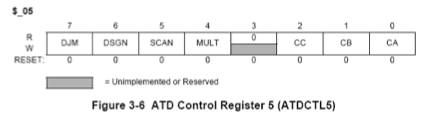 $_05
7 6 5 4 3 2 1 0
R W DJM DSGN SCAN MULT 0 CC CB CA
RESET: 0 0 0 0 0 0 0 0
= Unimplemented or Reserved
Figure 3-6 ATD Control Register 5 (ATDCTL5)